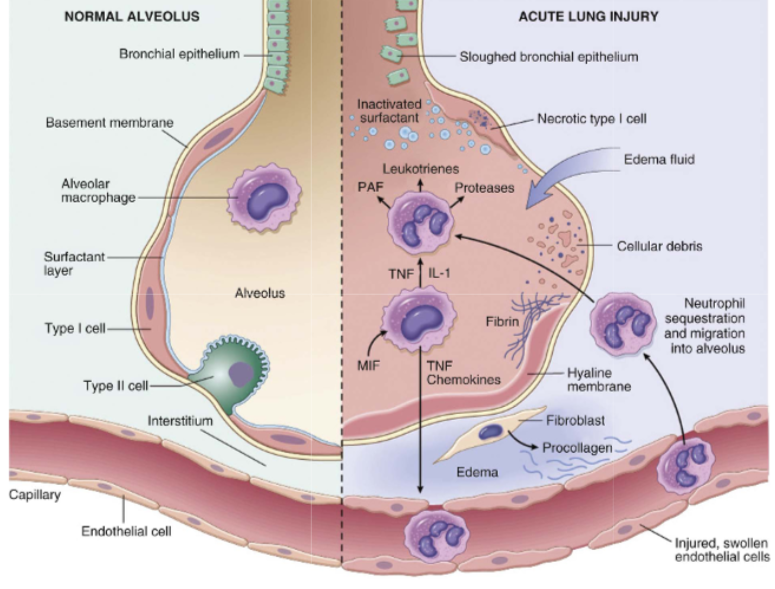 NORMAL ALVEOLUS
Bronchial epithelium
Basement membrane
Alveolar
macrophage
Surfactant
layer
Alveolus
Type I cell
Type II cell
Interstitium
Capillary
Endothelial cell
ACUTE LUNG INJURY
Sloughed bronchial epithelium
Inactivated
surfactant
Necrotic type I cell
Leukotrienes
Edema fluid
PAF
Proteases
Cellular debris
TNF
IL-1
Neutrophil
sequestration
and migration
into alveolus
Fibrin
MIF
TNF
Chemokines
Hyaline
membrane
Fibroblast
Procollagen
Edema
Injured, swollen
endothelial cells